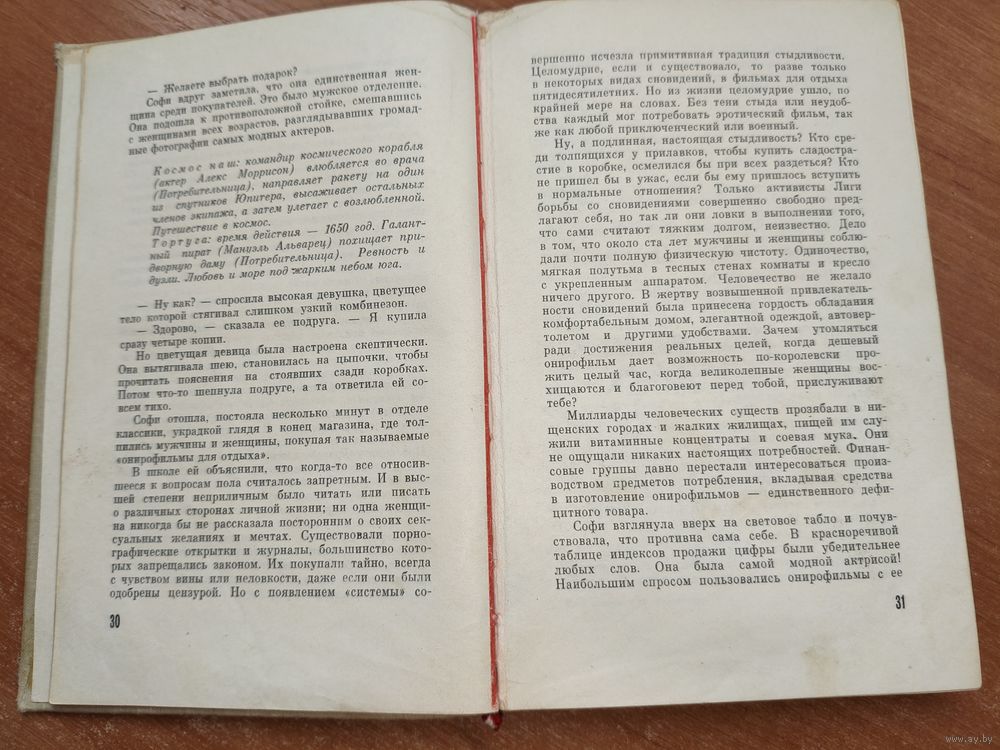 — Желаете выбрать подарок?
Софи вдруг заметила, что она единственная жен-
щина среди покупателей. Это было мужское отделение.
Она подошла к противоположной стойке, смешавшись
с женщинами всех возрастов, разглядывавших громад-
ные фотографии самых модных актеров.
Космос наш: командир космического корабля
(актер Алекс Моррисон) влюбляется во врача
(Потребительница), направляет ракету на один
из спутников Юпитера, высаживает остальных
членов экипажа, а затем улетает с возлюбленной.
Путешествие в космос.
Тортуга: время действия — 1650 год. Галант-
ный пират (Мануэль Альварец) похищает при-
дворную даму (Потребительница). Ревность и
дуэли. Любовь и море под жарким небом юга.
— Ну как? — спросила высокая девушка, цветущее
тело которой стягивал слишком узкий комбинезон.
— Здорово, — сказала ее подруга. — Я купила
сразу четыре копии.
Но цветущая девица была настроена скептически.
Она вытягивала шею, становилась на цыпочки, чтобы
прочитать пояснения на стоявших сзади коробках.
Потом что-то шепнула подруге, а та ответила ей со-
всем тихо.
Софи отошла, постояла несколько минут в отделе
классики, украдкой глядя в конец магазина, где тол-
пились мужчины и женщины, покупая так называемые
«онирофильмы для отдыха».
В школе ей объяснили, что когда-то все относив-
шееся к вопросам пола считалось запретным. И в выс-
шей степени неприличным было читать или писать
о различных сторонах личной жизни; ни одна женщи-
на никогда бы не рассказала посторонним о своих сек-
суальных желаниях и мечтах. Существовали порно-
графические открытки и журналы, большинство кото-
рых запрещались законом. Их покупали тайно, всегда
с чувством вины или неловкости, даже если они были
одобрены цензурой. Но с появлением «системы» со-
30
вершенно исчезла примитивная традиция стыдливости.
Целомудрие, если и существовало, то разве только
в некоторых видах сновидений, в фильмах для отдыха
пятидесятилетних. Но из жизни целомудрие ушло, по
крайней мере на словах. Без тени стыда или неудоб-
ства каждый мог потребовать эротический фильм, так
же как любой приключенческий или военный.
Ну, а подлинная, настоящая стыдливость? Кто сре-
ди толпящихся у прилавков, чтобы купить сладостра-
стие в коробке, осмелился бы при всех раздеться? Кто
не пришел бы в ужас, если бы ему пришлось вступить
в нормальные отношения? Только активисты Лиги
борьбы со сновидениями совершенно свободно пред-
лагают себя, но так ли они ловки в выполнении того,
что сами считают тяжким долгом, неизвестно. Дело
в том, что около ста лет мужчины и женщины соблю-
дали почти полную физическую чистоту. Одиночество,
мягкая полутьма в тесных стенах комнаты и кресло
с укрепленным аппаратом. Человечество не желало
ничего другого. В жертву возвышенной привлекатель-
ности сновидений была принесена гордость обладания
комфортабельным домом, элегантной одеждой, автовер-
толетом и другими удобствами. Зачем утомляться
ради достижения реальных целей, когда дешевый
онирофильм дает возможность по-королевски про-
жить целый час, когда великолепные женщины вос-
хищаются и благоговеют перед тобой, прислуживают
тебе?
Миллиарды человеческих существ прозябали в ни-
щенских городах и жалких жилищах, пищей им слу-
жили витаминные концентраты и соевая мука. Они
не ощущали никаких настоящих потребностей. Финан-
совые группы давно перестали интересоваться произ-
водством предметов потребления, вкладывая средства
в изготовление онирофильмов — единственного дефи-
цитного товара.
Софи взглянула вверх на световое табло и почув-
ствовала, что противна сама себе. В красноречивой
таблице индексов продажи цифры были убедительнее
любых слов. Она была самой модной актрисой!
Наибольшим спросом пользовались онирофильмы с ее
31
www.ay.by